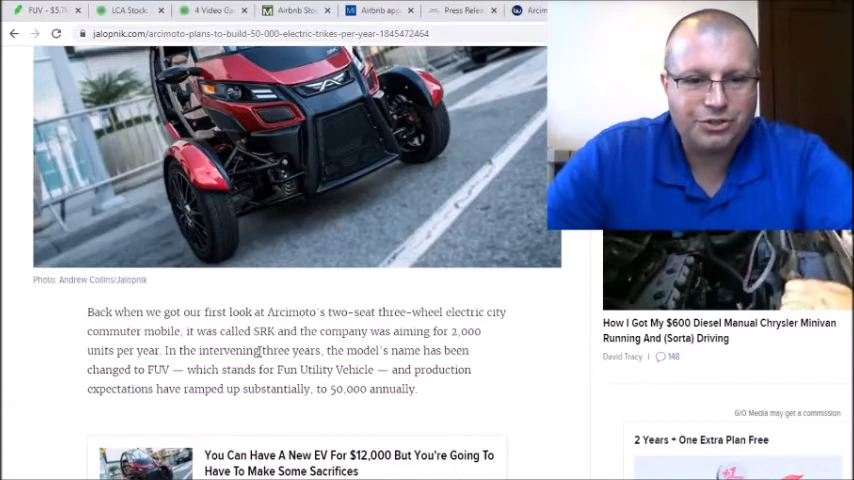 FUV - $5.7
LCA Stock
4 Video Ga
Airbnb Sto
Airbnb app
Press Rele
Arcim
jalopnik.com/arcimoto-plans-to-build-50-000-electric-trikes-per-year-1845472464
Photo: Andrew Collins/Jalopnik
Back when we got our first look at Arcimoto's two-seat three-wheel electric city
commuter mobile, it was called SRK and the company was aiming for 2,000
units per year. In the intervening three years, the model's name has been
changed to FUV — which stands for Fun Utility Vehicle — and production
expectations have ramped up substantially, to 50,000 annually.
You Can Have A New EV For $12,000 But You're Going To
Have To Make Some Sacrifices
How I Got My $600 Diesel Manual Chrysler Minivan
Running And (Sorta) Driving
David Tracy
148
G/O Media may get a commission
2 Years + One Extra Plan Free